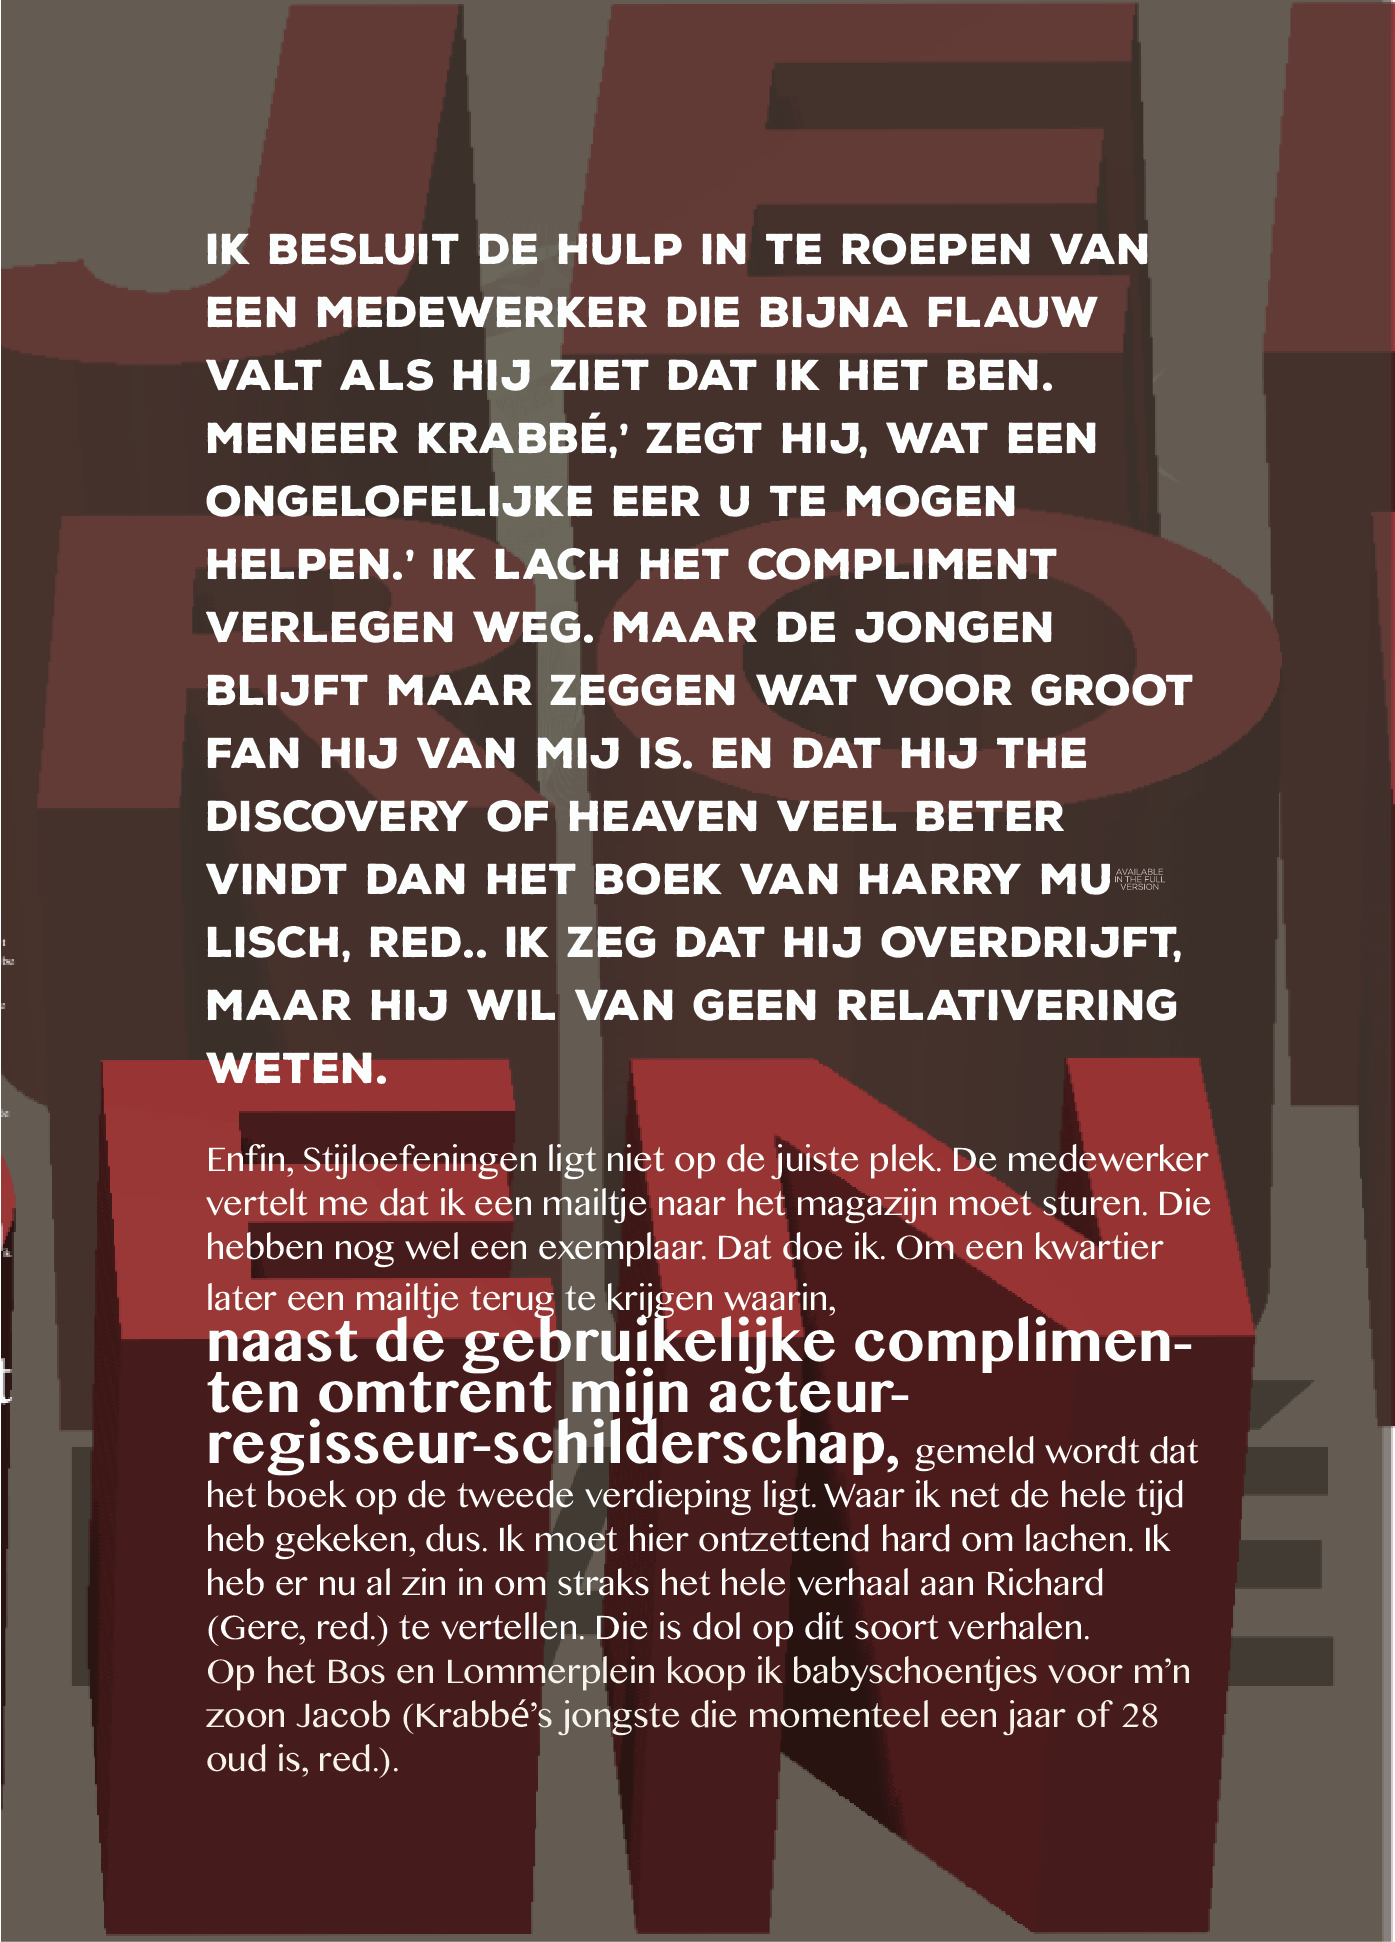 JE
RO
EN
IK BESLUIT DE HULP IN TE ROEPEN VAN
EEN MEDEWERKER DIE BIJNA FLAUW
VALT ALS HIJ ZIET DAT IK HET BEN.
MENEER KRABBÉ,’ ZEGT HIJ, WAT EEN
ONGELOFELIJKE EER U TE MOGEN
HELPEN.’ IK LACH HET COMPLIMENT
VERLEGEN WEG. MAAR DE JONGEN
BLIJFT MAAR ZEGGEN WAT VOOR GROOT
FAN HIJ VAN MIJ IS. EN DAT HIJ THE
DISCOVERY OF HEAVEN VEEL BETER
VINDT DAN HET BOEK VAN HARRY MU
AVAILABLE
IN THE FULL
VERSION
LISCH, RED.. IK ZEG DAT HIJ OVERDRIJFT,
MAAR HIJ WIL VAN GEEN RELATIVERING
WETEN.
Enfin, Stijloefeningen ligt niet op de juiste plek. De medewerker
vertelt me dat ik een mailtje naar het magazijn moet sturen. Die
hebben nog wel een exemplaar. Dat doe ik. Om een kwartier
later een mailtje terug te krijgen waarin,
naast de gebruikelijke complimen-
ten omtrent mijn acteur-
regisseur-schilderschap, gemeld wordt dat
het boek op de tweede verdieping ligt. Waar ik net de hele tijd
heb gekeken, dus. Ik moet hier ontzettend hard om lachen. Ik
heb er nu al zin in om straks het hele verhaal aan Richard
(Gere, red.) te vertellen. Die is dol op dit soort verhalen.
Op het Bos en Lommerplein koop ik babyschoentjes voor m’n
zoon Jacob (Krabbé’s jongste die momenteel een jaar of 28
oud is, red.).